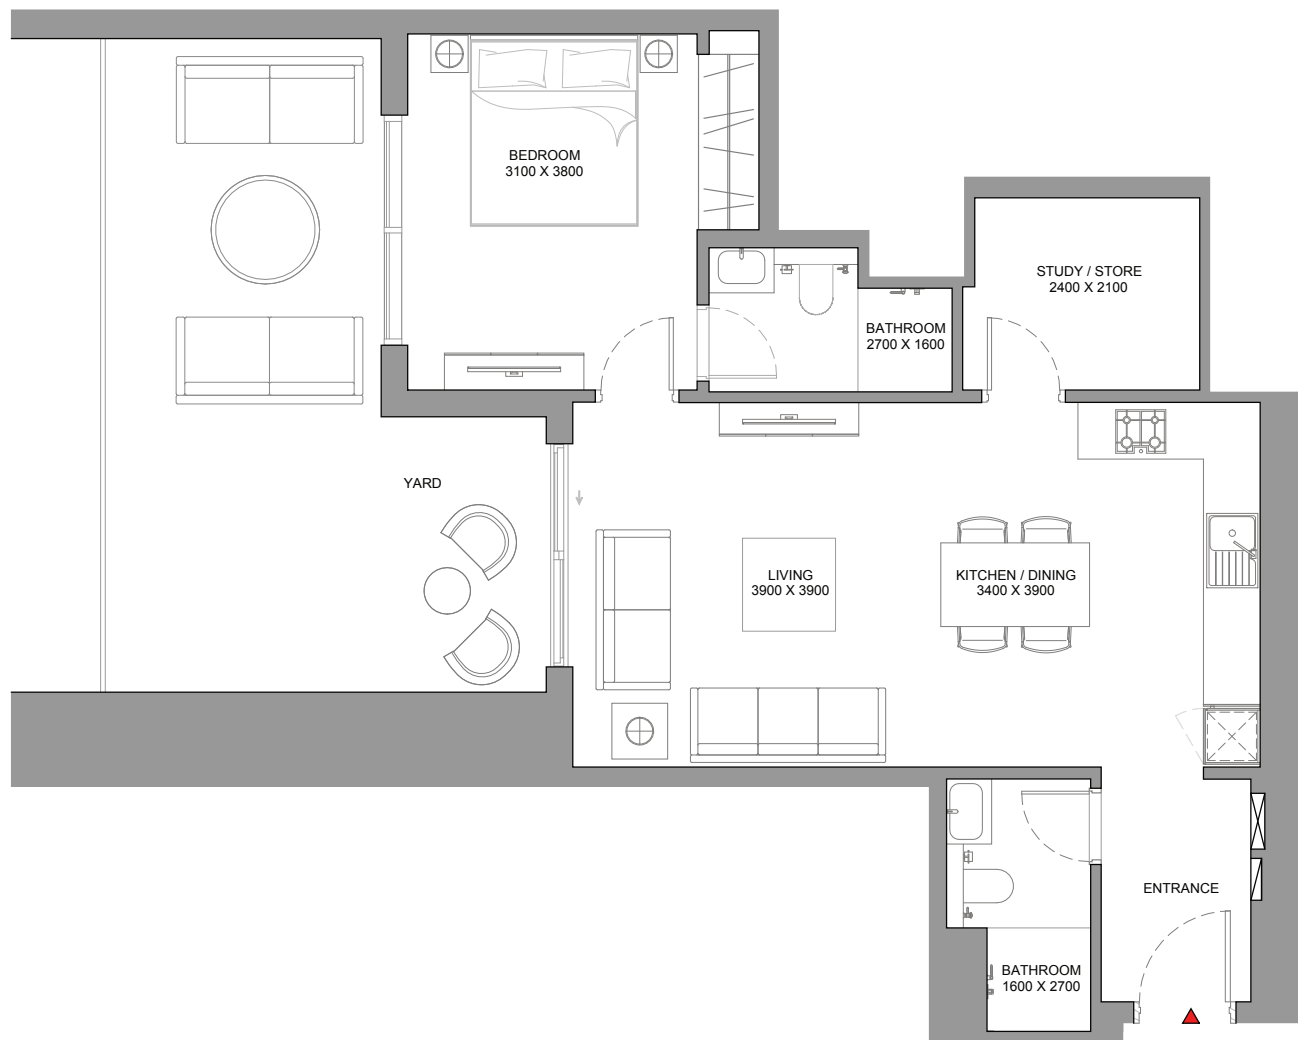 BEDROOM
3100 X 3800
STUDY / STORE
2400 X 2100
BATHROOM
2700 X 1600
YARD
LIVING
3900 X 3900
KITCHEN / DINING
3400 X 3900
ENTRANCE
BATHROOM
1600 X 2700